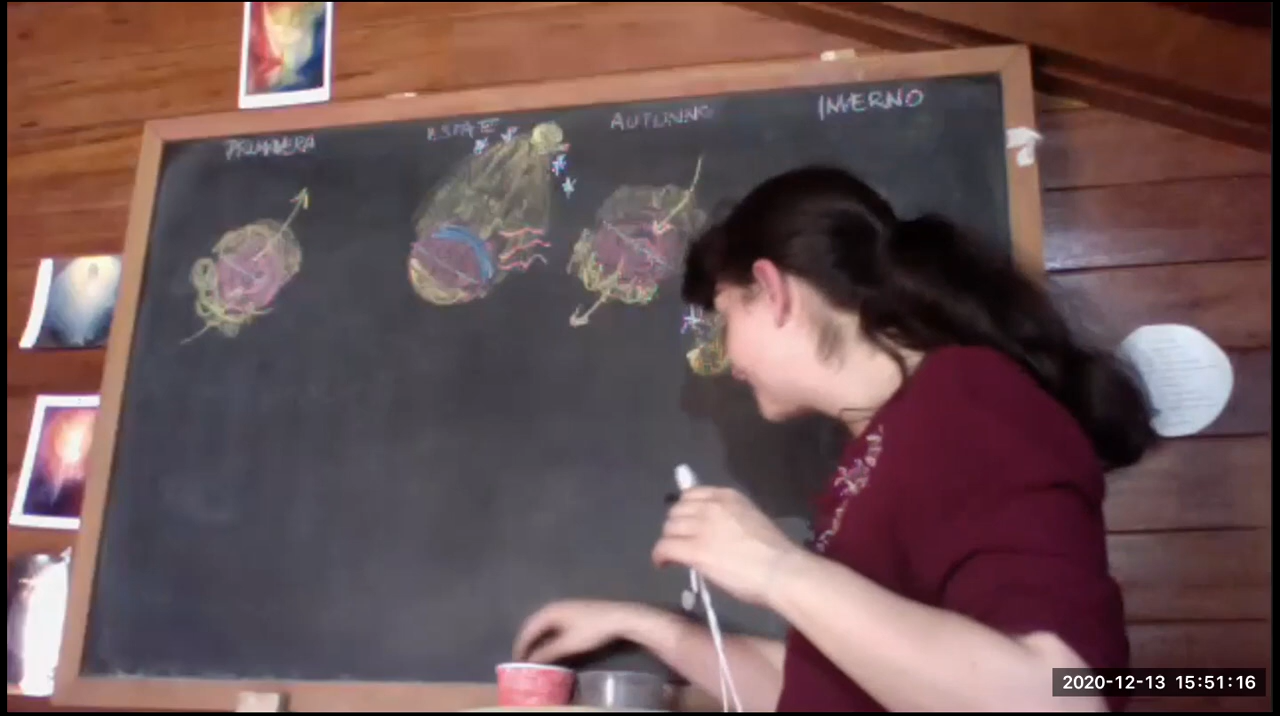 PRIMAVERA
ESTATE
AUTUNNO
INVERNO
2020-12-13 15:51:16